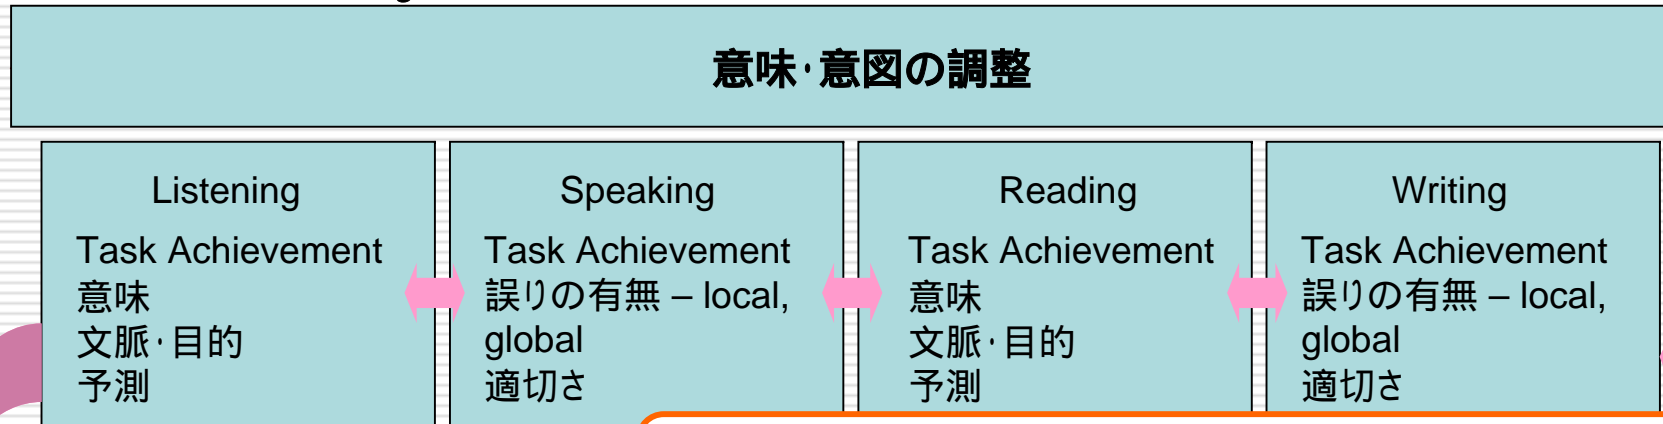 g
意味・意図の調整
Listening
Task Achievement
意味
文脈・目的
予測
Speaking
Task Achievement
誤りの有無 – local,
global
適切さ
Reading
Task Achievement
意味
文脈・目的
予測
Writing
Task Achievement
誤りの有無 – local,
global
適切さ